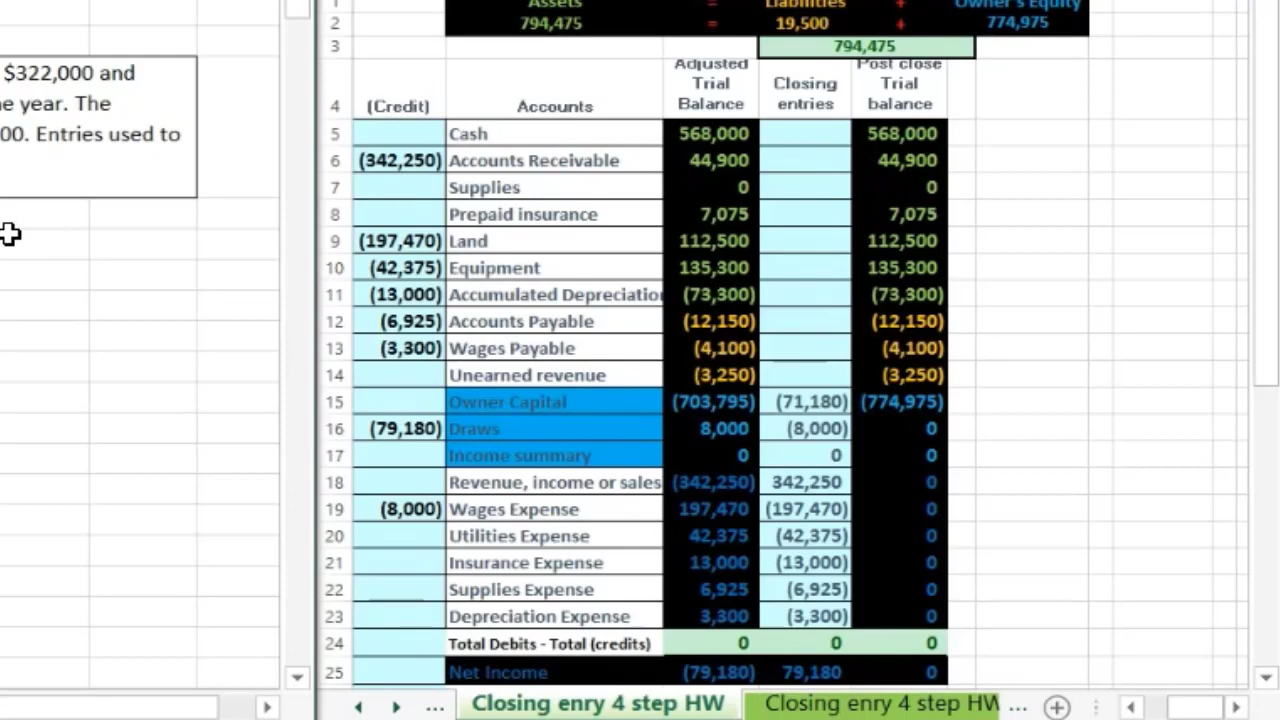 1 Assets = Liabilities + Owner's Equity
2 794,475 = 19,500 + 774,975
3 794,475
$322,000 and
e year. The
00. Entries used to
Adjusted Post close
Trial Closing Trial
4 (Credit) Accounts Balance entries balance
5 Cash 568,000 568,000
6 (342,250) Accounts Receivable 44,900 44,900
7 Supplies 0 0
8 Prepaid insurance 7,075 7,075
9 (197,470) Land 112,500 112,500
10 (42,375) Equipment 135,300 135,300
11 (13,000) Accumulated Depreciation (73,300) (73,300)
12 (6,925) Accounts Payable (12,150) (12,150)
13 (3,300) Wages Payable (4,100) (4,100)
14 Unearned revenue (3,250) (3,250)
15 Owner Capital (703,795) (71,180) (774,975)
16 (79,180) Draws 8,000 (8,000) 0
17 Income summary 0 0 0
18 Revenue, income or sales (342,250) 342,250 0
19 (8,000) Wages Expense 197,470 (197,470) 0
20 Utilities Expense 42,375 (42,375) 0
21 Insurance Expense 13,000 (13,000) 0
22 Supplies Expense 6,925 (6,925) 0
23 Depreciation Expense 3,300 (3,300) 0
24 Total Debits - Total (credits) 0 0 0
25 Net Income (79,180) 79,180 0
... Closing enry 4 step HW Closing enry 4 step HW ...